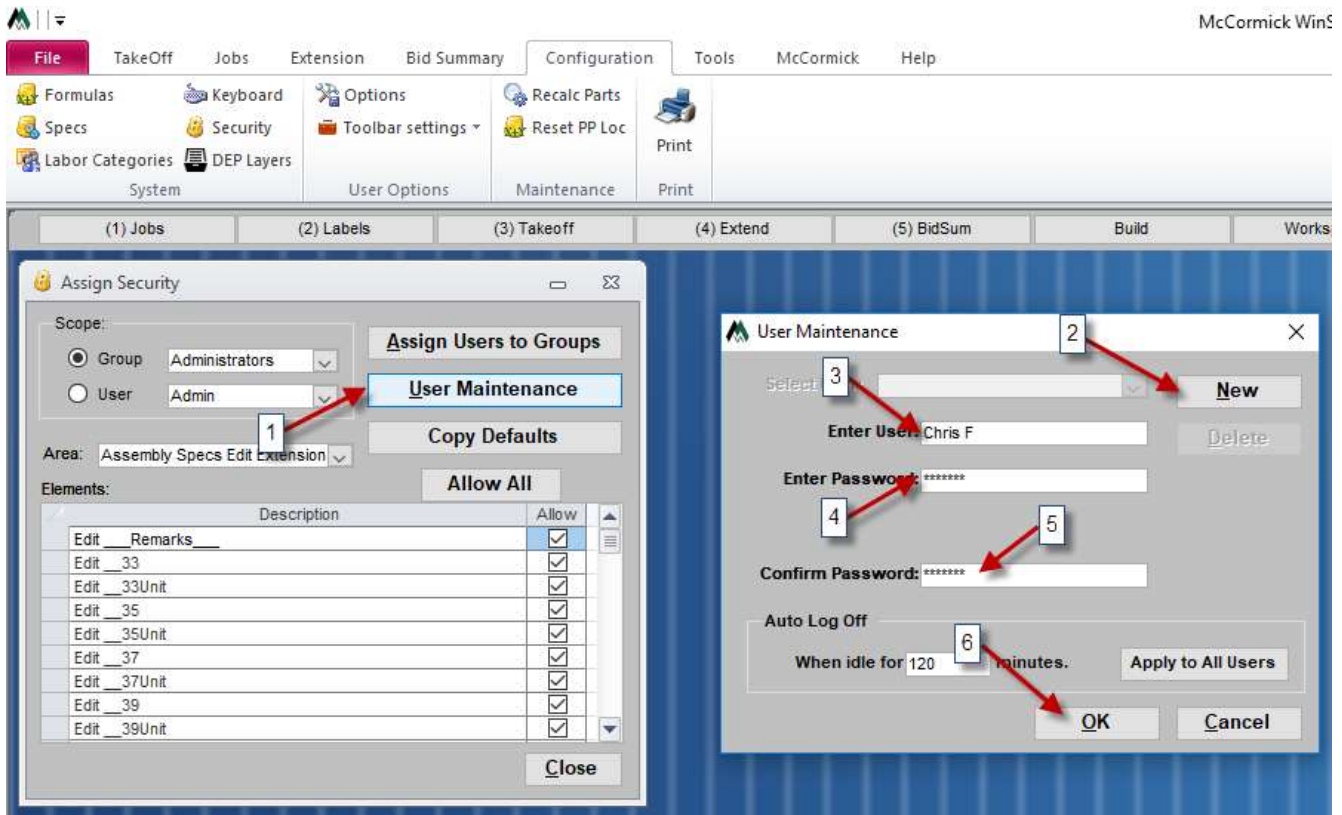 McCormick WinS
File TakeOff Jobs Extension Bid Summary Configuration Tools McCormick Help
Formulas Keyboard Options Recalc Parts
Specs Security Toolbar settings Reset PP Loc Print
Labor Categories DEP Layers
System User Options Maintenance Print
(1) Jobs (2) Labels (3) Takeoff (4) Extend (5) BidSum Build Works
Assign Security
Scope:
Group Administrators
User Admin
Assign Users to Groups
User Maintenance
1
Copy Defaults
Area: Assembly Specs Edit Extension
Allow All
Elements:
Description Allow
Edit ___Remarks___
Edit __33
Edit __33Unit
Edit __35
Edit __35Unit
Edit __37
Edit __37Unit
Edit __39
Edit __39Unit
Close
User Maintenance
2
Select
3
New
Enter User: Chris F
Delete
Enter Password: *******
4
5
Confirm Password: *******
Auto Log Off
6
When idle for 120 minutes. Apply to All Users
OK Cancel